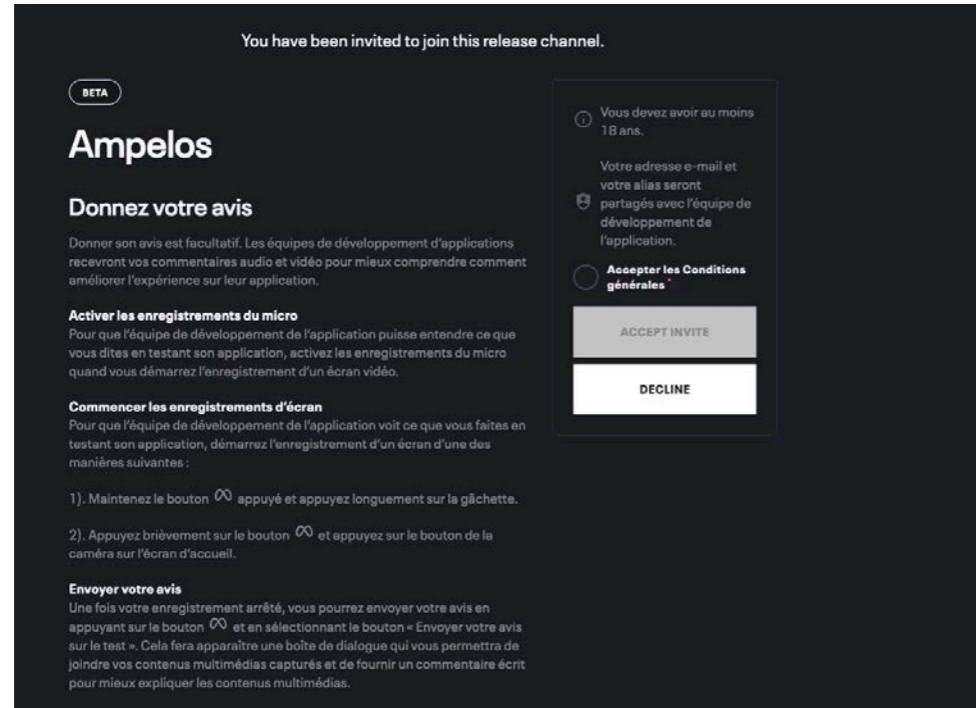 You have been invited to join this release channel.
BETA
Ampelos
Donnez votre avis
Donner son avis est facultatif. Les équipes de développement d'applications
recevront vos commentaires audio et vidéo pour mieux comprendre comment
améliorer l'expérience sur leur application.
Activer les enregistrements du micro
Pour que l'équipe de développement de l'application puisse entendre ce que
vous dites en testant son application, activez les enregistrements du micro
quand vous démarrez l'enregistrement d'un écran vidéo.
Commencer les enregistrements d'écran
Pour que l'équipe de développement de l'application voit ce que vous faites en
testant son application, démarrez l'enregistrement d'un écran d'une des
manières suivantes :
1). Maintenez le bouton appuyé et appuyez longuement sur la gâchette.
2). Appuyez brièvement sur le bouton et appuyez sur le bouton de la
caméra sur l'écran d'accueil.
Envoyer votre avis
Une fois votre enregistrement arrêté, vous pourrez envoyer votre avis en
appuyant sur le bouton et en sélectionnant le bouton « Envoyer votre avis
sur le test ». Cela fera apparaître une boîte de dialogue qui vous permettra de
joindre vos contenus multimédias capturés et de fournir un commentaire écrit
pour mieux expliquer les contenus multimédias.
Vous devez avoir au moins
18 ans.
Votre adresse e-mail et
votre alias seront
partagés avec l'équipe de
développement de
l'application.
Accepter les Conditions
générales *
ACCEPT INVITE
DECLINE